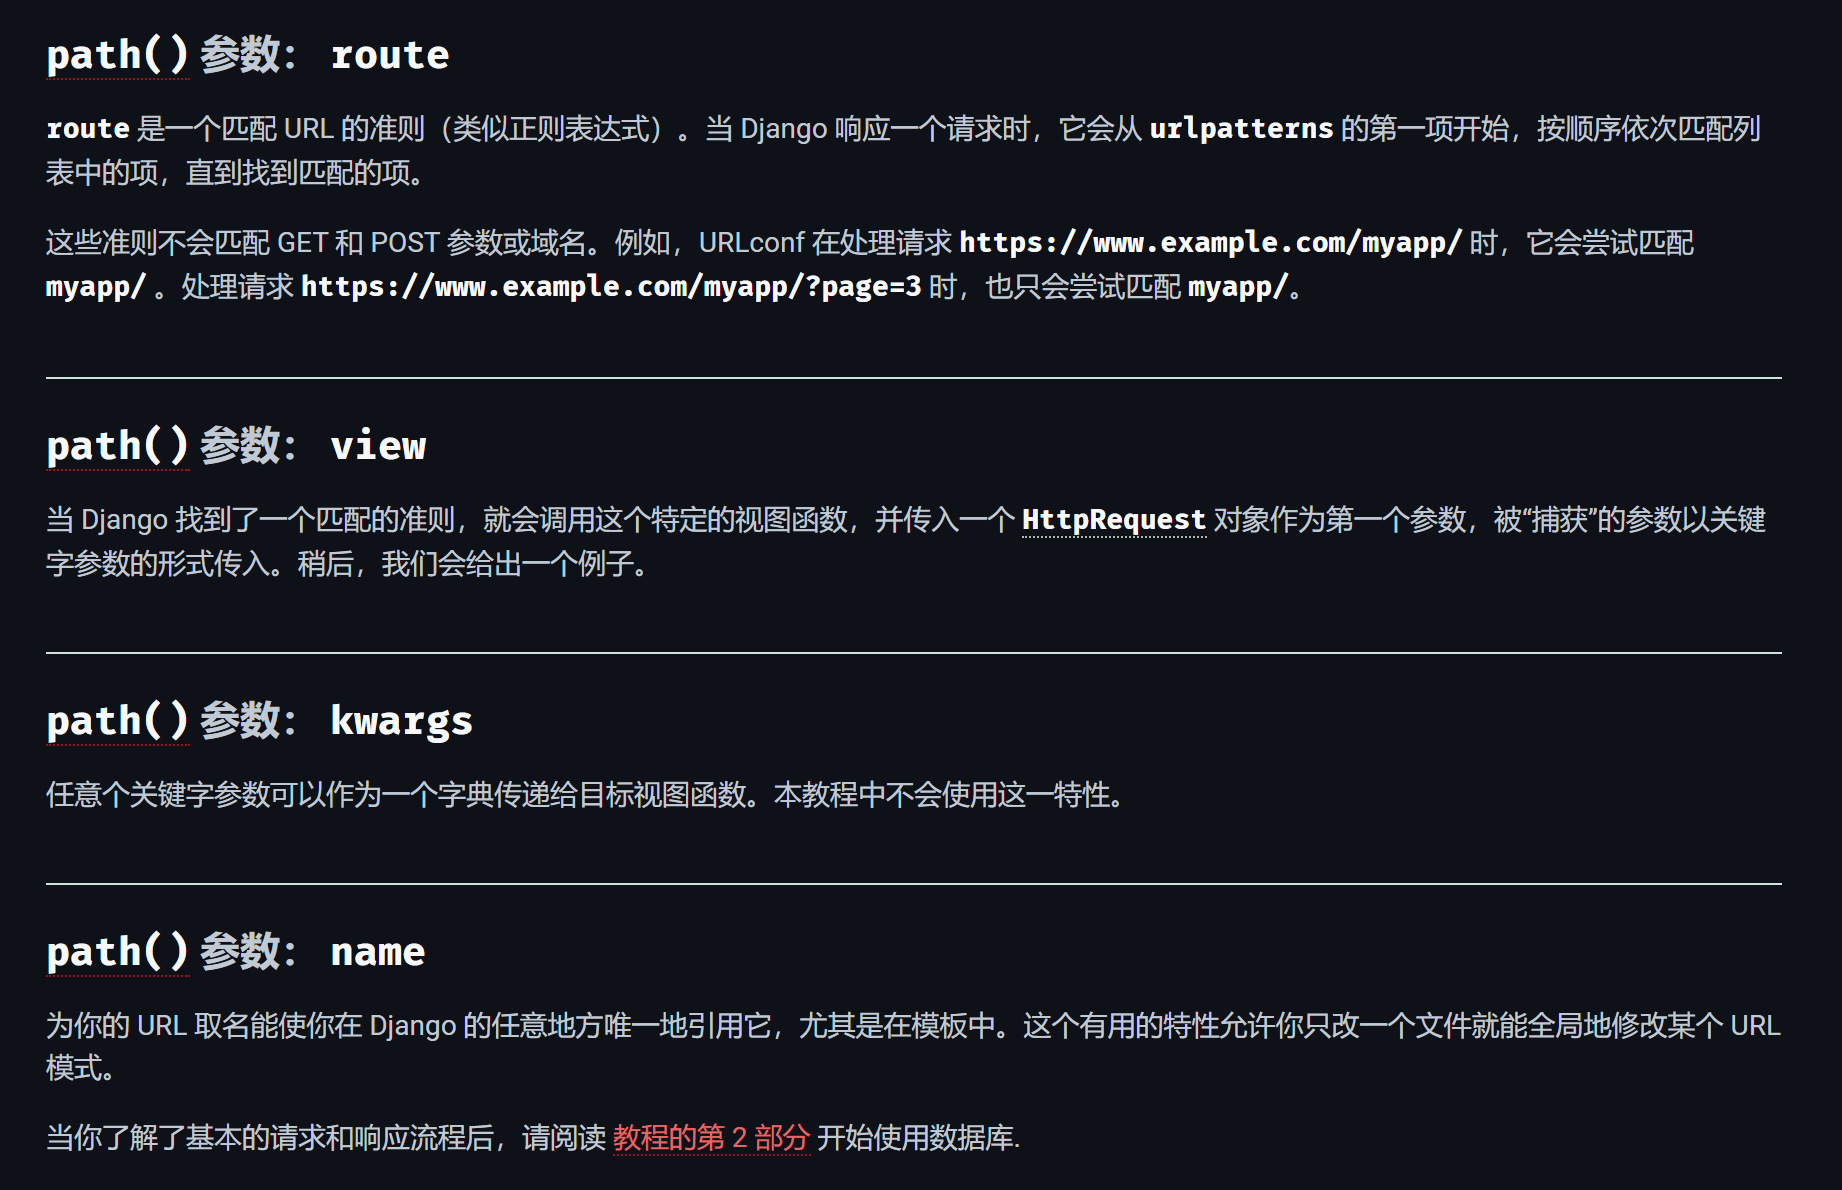 path() 参数： route
route 是一个匹配 URL 的准则（类似正则表达式）。当 Django 响应一个请求时，它会从 urlpatterns 的第一项开始，按顺序依次匹配列
表中的项，直到找到匹配的项。
这些准则不会匹配 GET 和 POST 参数或域名。例如，URLconf 在处理请求 https://www.example.com/myapp/ 时，它会尝试匹配
myapp/ 。处理请求 https://www.example.com/myapp/?page=3 时，也只会尝试匹配 myapp/。
path() 参数： view
当 Django 找到了一个匹配的准则，就会调用这个特定的视图函数，并传入一个 HttpRequest 对象作为第一个参数，被“捕获”的参数以关键
字参数的形式传入。稍后，我们会给出一个例子。
path() 参数： kwargs
任意个关键字参数可以作为一个字典传递给目标视图函数。本教程中不会使用这一特性。
path() 参数： name
为你的 URL 取名能使你在 Django 的任意地方唯一地引用它，尤其是在模板中。这个有用的特性允许你只改一个文件就能全局地修改某个 URL
模式。
当你了解了基本的请求和响应流程后，请阅读 教程的第 2 部分 开始使用数据库.